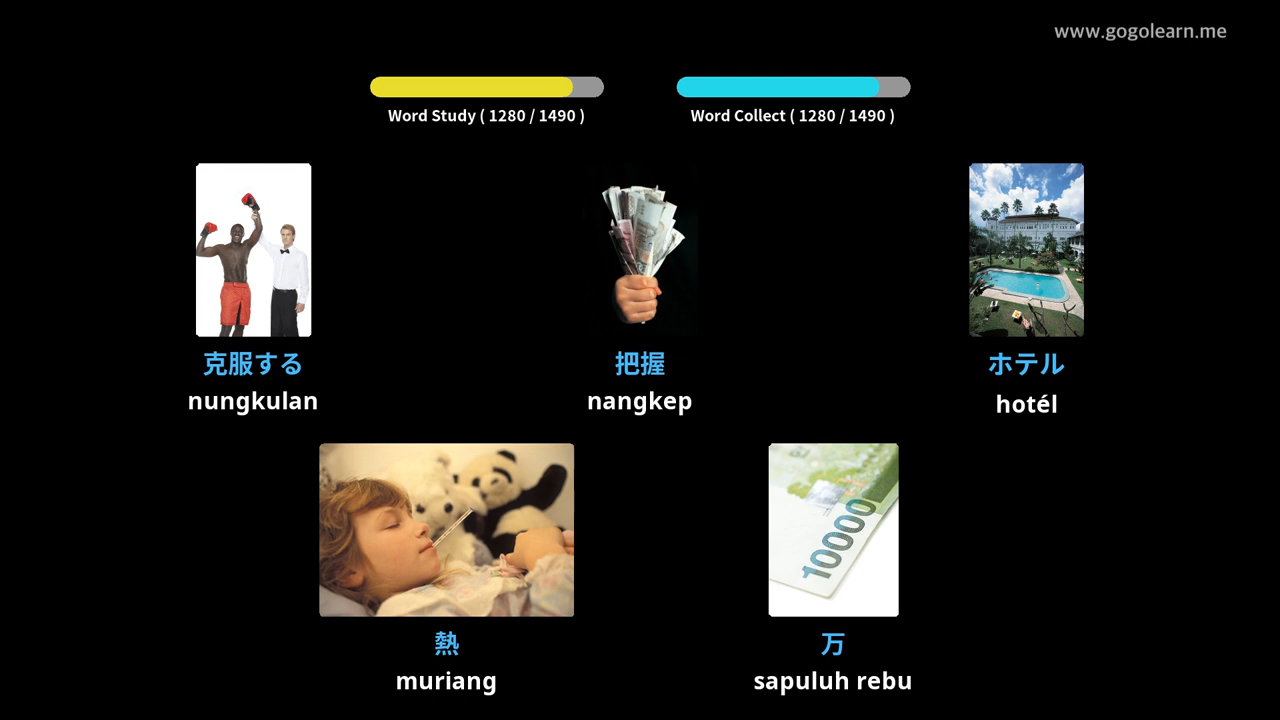 www.gogolearn.me
Word Study ( 1280 / 1490 )
Word Collect ( 1280 / 1490 )
克服する
nungkulan
把握
nangkep
ホテル
hotél
熱
muriang
10000
万
sapuluh rebu